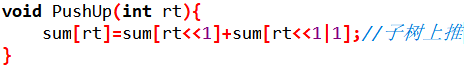 void PushUp(int rt){
    sum[rt]=sum[rt<<1]+sum[rt<<1|1];//子树上推
}